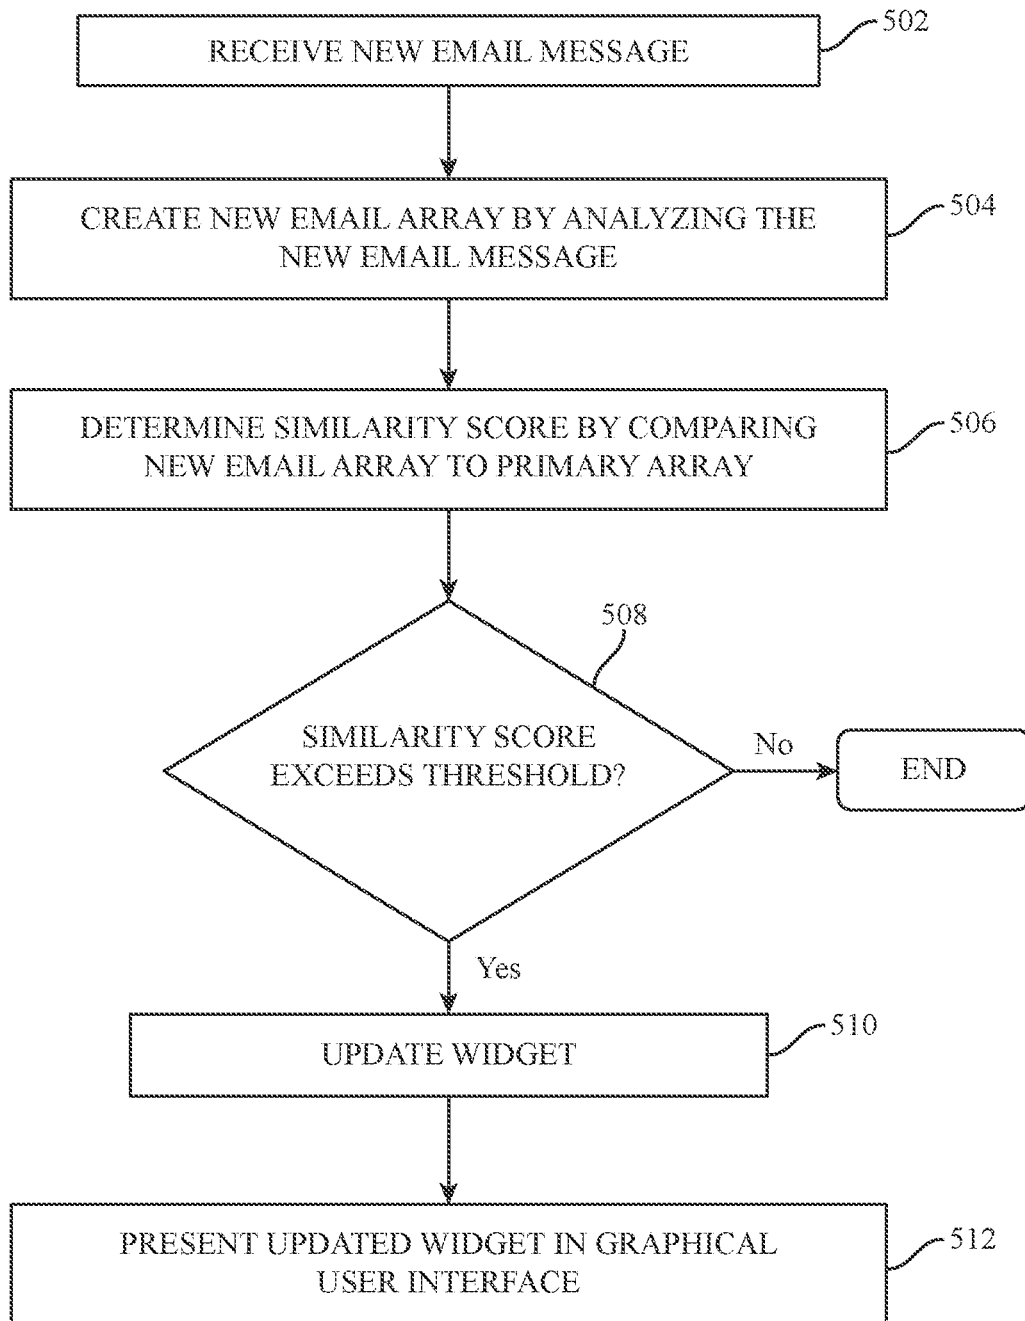 502
RECEIVE NEW EMAIL MESSAGE
504
CREATE NEW EMAIL ARRAY BY ANALYZING THE
NEW EMAIL MESSAGE
506
DETERMINE SIMILARITY SCORE BY COMPARING
NEW EMAIL ARRAY TO PRIMARY ARRAY
508
SIMILARITY SCORE
EXCEEDS THRESHOLD?
No
END
Yes
510
UPDATE WIDGET
512
PRESENT UPDATED WIDGET IN GRAPHICAL
USER INTERFACE